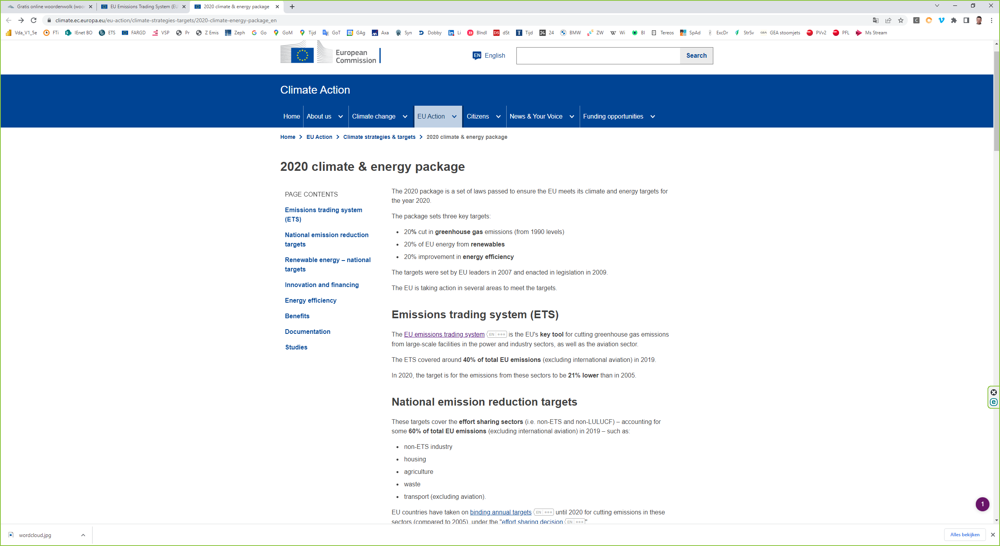 Gratis online woordenwolk (woor
EU Emissions Trading System (EU
2020 climate & energy package
climate.ec.europa.eu/eu-action/climate-strategies-targets/2020-climate-energy-package_en
Vda_V1_5e FTi IEnet BO ETS FARGD VSP Pr Z Emis Zeph Go GoM Tijd GoT GAg Axa Syn Dobby Li BIndl dSt Tijd 24 BMW ZW Wi BI Tereos SpAd ExcDr StrSv GEA stoomjets PVv2 PFL Ms Stream
European
Commission
EN English
Search
Climate Action
Home About us Climate change EU Action Citizens News & Your Voice Funding opportunities
Home > EU Action > Climate strategies & targets > 2020 climate & energy package
2020 climate & energy package
PAGE CONTENTS
Emissions trading system
(ETS)
National emission reduction
targets
Renewable energy – national
targets
Innovation and financing
Energy efficiency
Benefits
Documentation
Studies
The 2020 package is a set of laws passed to ensure the EU meets its climate and energy targets for
the year 2020.
The package sets three key targets:
• 20% cut in greenhouse gas emissions (from 1990 levels)
• 20% of EU energy from renewables
• 20% improvement in energy efficiency
The targets were set by EU leaders in 2007 and enacted in legislation in 2009.
The EU is taking action in several areas to meet the targets.
Emissions trading system (ETS)
The EU emissions trading system EN ••• is the EU's key tool for cutting greenhouse gas emissions
from large-scale facilities in the power and industry sectors, as well as the aviation sector.
The ETS covered around 40% of total EU emissions (excluding international aviation) in 2019.
In 2020, the target is for the emissions from these sectors to be 21% lower than in 2005.
National emission reduction targets
These targets cover the effort sharing sectors (i.e. non-ETS and non-LULUCF) – accounting for
some 60% of total EU emissions (excluding international aviation) in 2019 – such as:
• non-ETS industry
• housing
• agriculture
• waste
• transport (excluding aviation).
EU countries have taken on binding annual targets EN ••• until 2020 for cutting emissions in these
sectors (compared to 2005), under the "effort sharing decision EN •••"
1
wordcloud.jpg
Alles bekijken